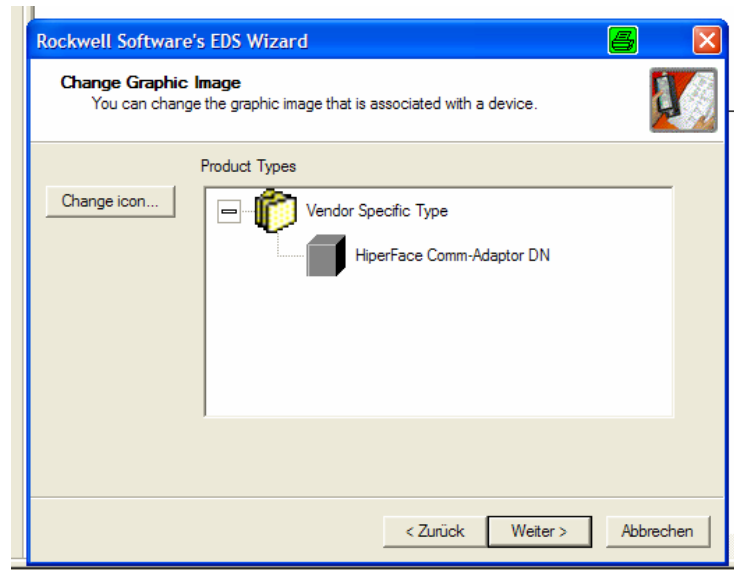 Rockwell Software's EDS Wizard
Change Graphic Image
You can change the graphic image that is associated with a device.
Product Types
Change icon...
Vendor Specific Type
HiperFace Comm-Adaptor DN
< Zurück Weiter > Abbrechen